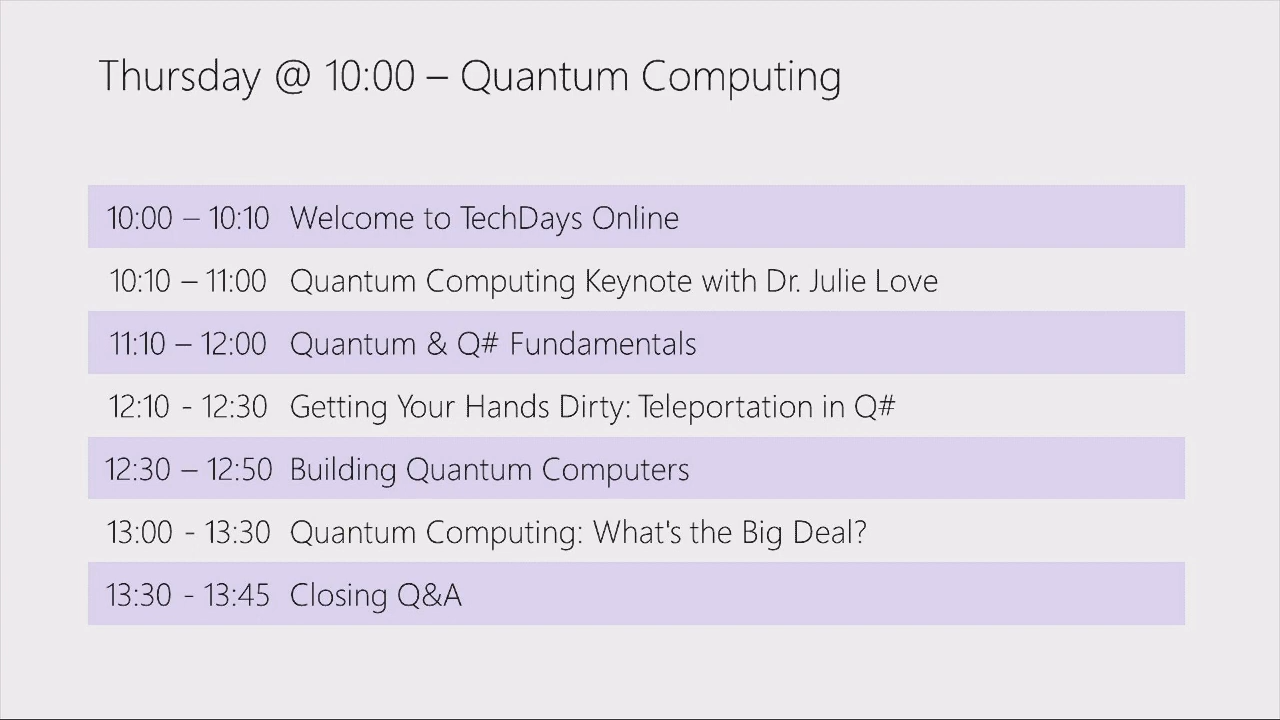 Thursday @ 10:00 – Quantum Computing
10:00 – 10:10 Welcome to TechDays Online
10:10 – 11:00 Quantum Computing Keynote with Dr. Julie Love
11:10 – 12:00 Quantum & Q# Fundamentals
12:10 - 12:30 Getting Your Hands Dirty: Teleportation in Q#
12:30 – 12:50 Building Quantum Computers
13:00 - 13:30 Quantum Computing: What's the Big Deal?
13:30 - 13:45 Closing Q&A